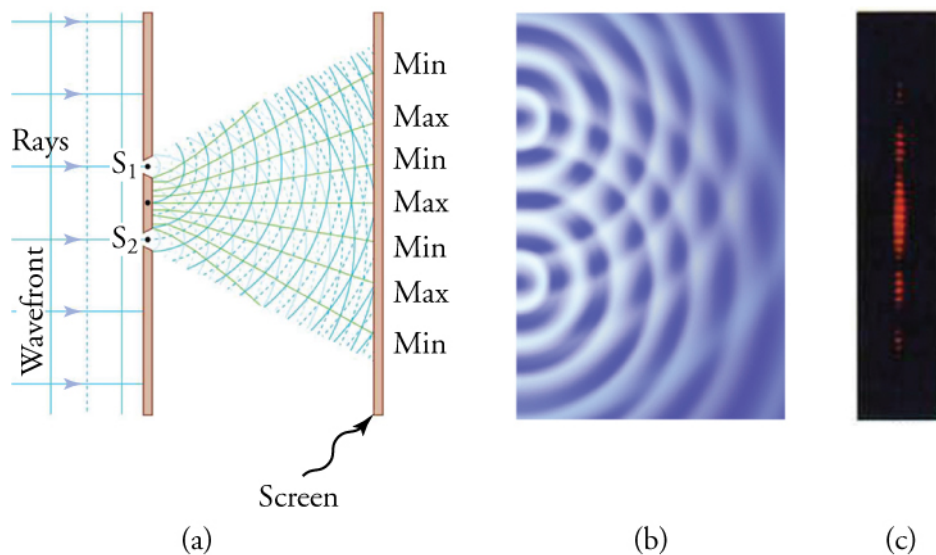 Rays
Wavefront
S1
S2
Min
Max
Min
Max
Min
Max
Min
Screen
(a)
(b)
(c)